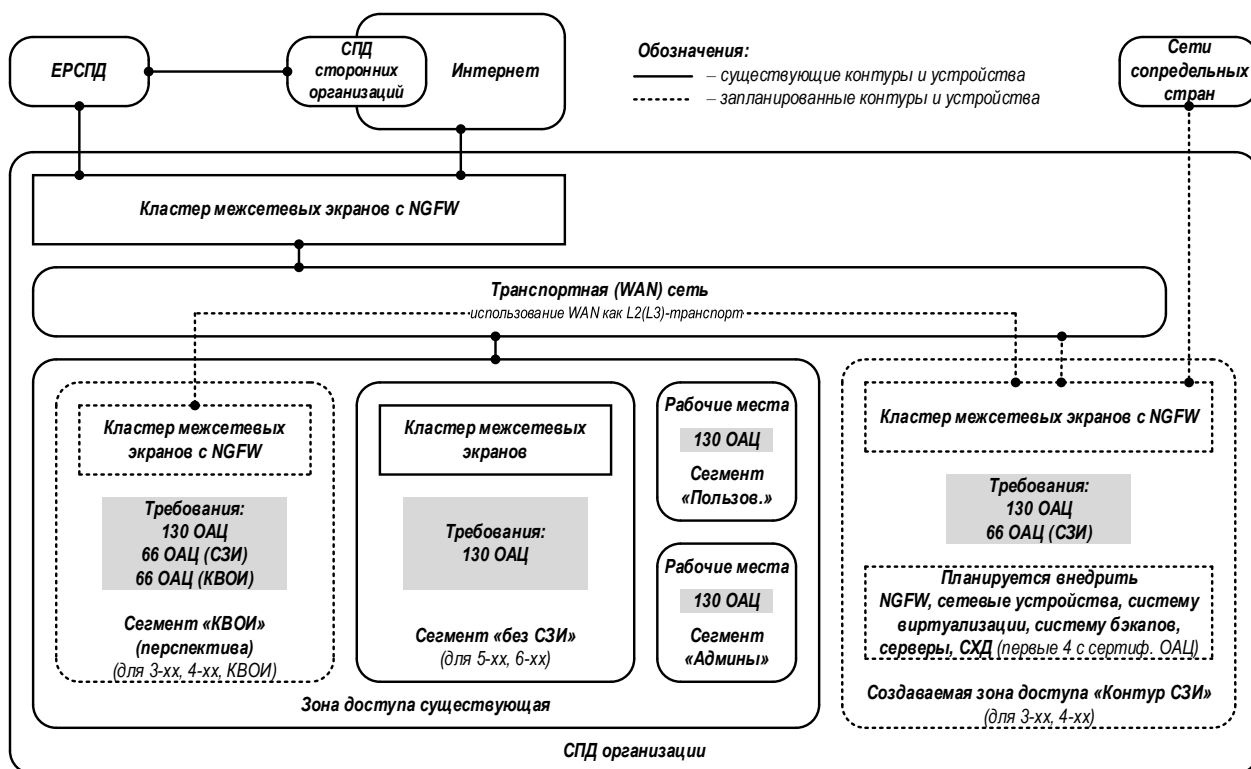 ЕРСПД
СПД
сторонних
организаций
Интернет
Обозначения:
– существующие контуры и устройства
– запланированные контуры и устройства
Сети
сопредельных
стран
Кластер межсетевых экранов с NGFW
Транспортная (WAN) сеть
использование WAN как L2(L3)-транспорт
Кластер межсетевых
экранов с NGFW
Требования:
130 ОАЦ
66 ОАЦ (СЗИ)
66 ОАЦ (КВОИ)
Сегмент «КВОИ»
(перспектива)
(для 3-хх, 4-хх, КВОИ)
Кластер межсетевых
экранов
Требования:
130 ОАЦ
Сегмент «без СЗИ»
(для 5-хх, 6-хх)
Рабочие места
130 ОАЦ
Сегмент
«Пользов.»
Рабочие места
130 ОАЦ
Сегмент
«Админы»
Зона доступа существующая
Кластер межсетевых экранов с NGFW
Требования:
130 ОАЦ
66 ОАЦ (СЗИ)
Планируется внедрить
NGFW, сетевые устройства, систему
виртуализации, систему бэкапов,
серверы, СХД (первые 4 с сертиф. ОАЦ)
Создаваемая зона доступа «Контур СЗИ»
(для 3-хх, 4-хх)
СПД организации